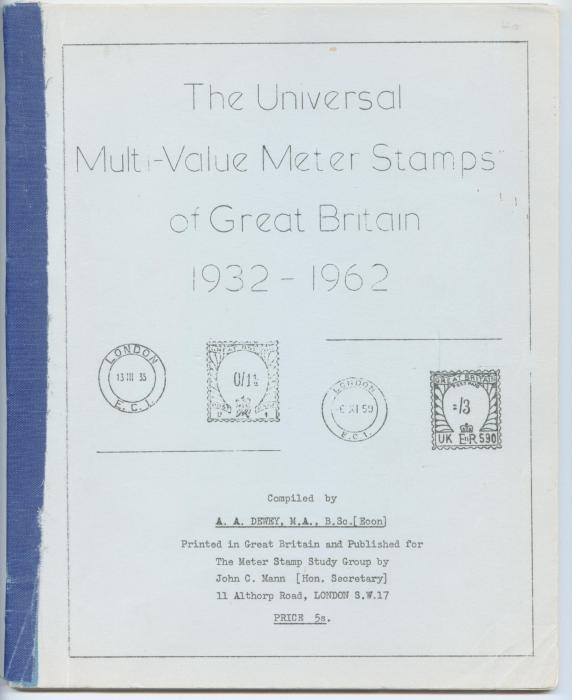 The Universal
Multi-Value Meter Stamps
of Great Britain
1932 - 1962
LONDON
13 III 35
E.C.1.
0/1½
LONDON
6 XI 59
E.C.1.
GREAT BRITAIN
=/3
UK E R 590
Compiled by
A. A. DEWEY, M.A., B.Sc.[Econ]
Printed in Great Britain and Published for
The Meter Stamp Study Group by
John C. Mann [Hon. Secretary]
11 Althorp Road, LONDON S.W.17
PRICE 5s.